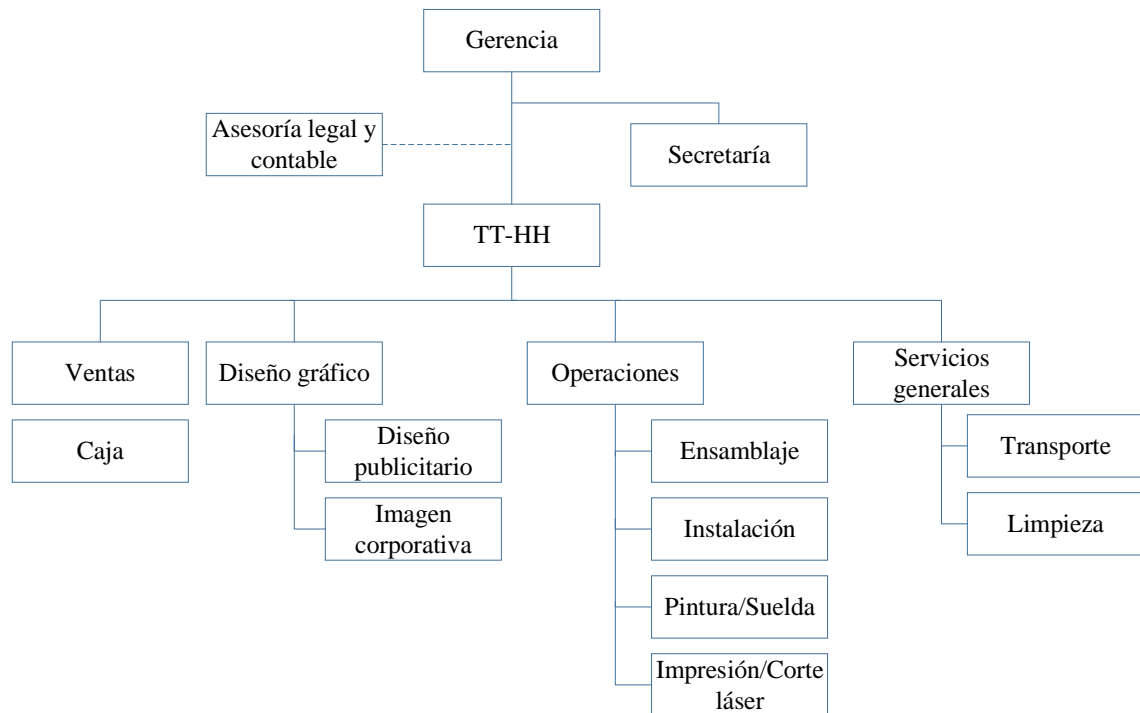 Gerencia
Asesoría legal y
contable
Secretaría
TT-HH
Ventas
Diseño gráfico
Operaciones
Servicios
generales
Caja
Diseño
publicitario
Imagen
corporativa
Ensamblaje
Instalación
Pintura/Suelda
Impresión/Corte
láser
Transporte
Limpieza